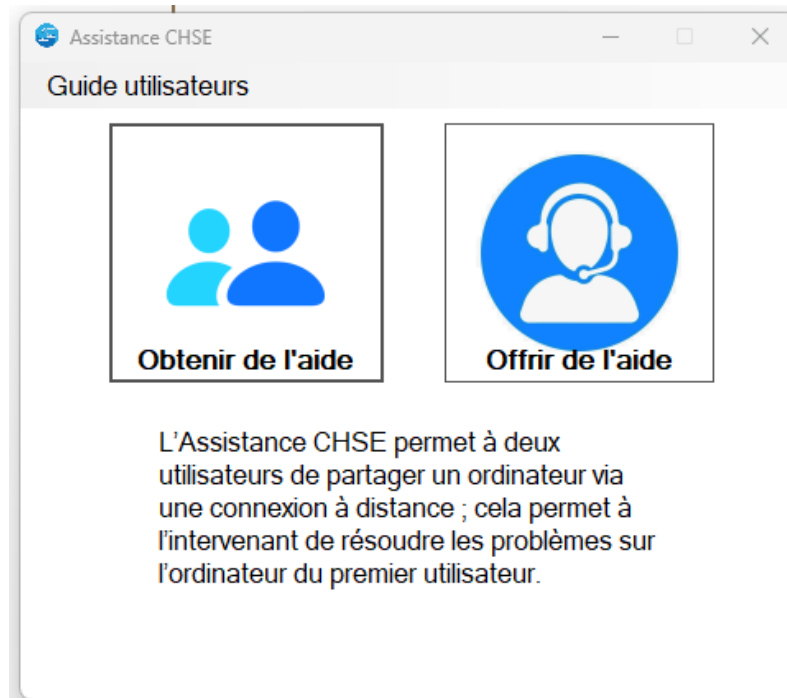 Assistance CHSE
Guide utilisateurs
Obtenir de l'aide
Offrir de l'aide
L’Assistance CHSE permet à deux
utilisateurs de partager un ordinateur via
une connexion à distance ; cela permet à
l’intervenant de résoudre les problèmes sur
l’ordinateur du premier utilisateur.